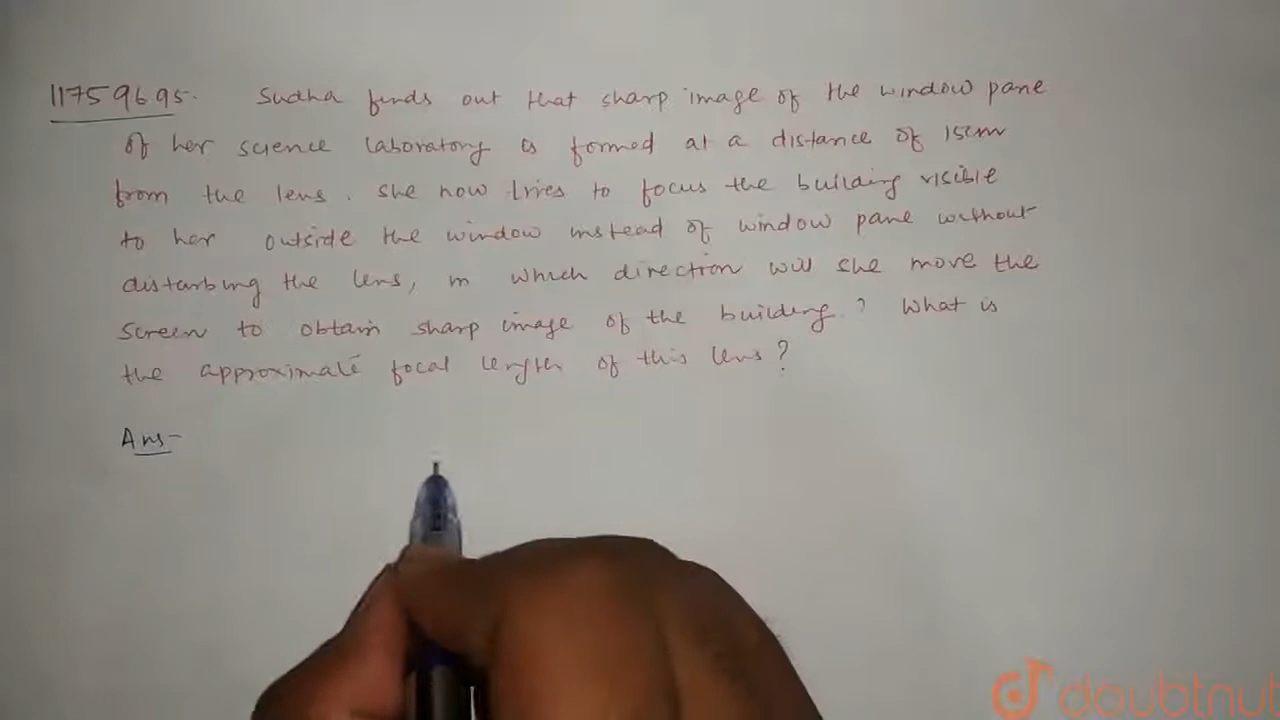 11759695. Sudha finds out that sharp image of the window pane
of her science laboratory is formed at a distance of 15cm
from the lens. She now tries to focus the building visible
to her outside the window instead of window pane without
disturbing the lens, in which direction will she move the
screen to obtain sharp image of the building? What is
the approximate focal length of this lens?
Ans-
doubtnut